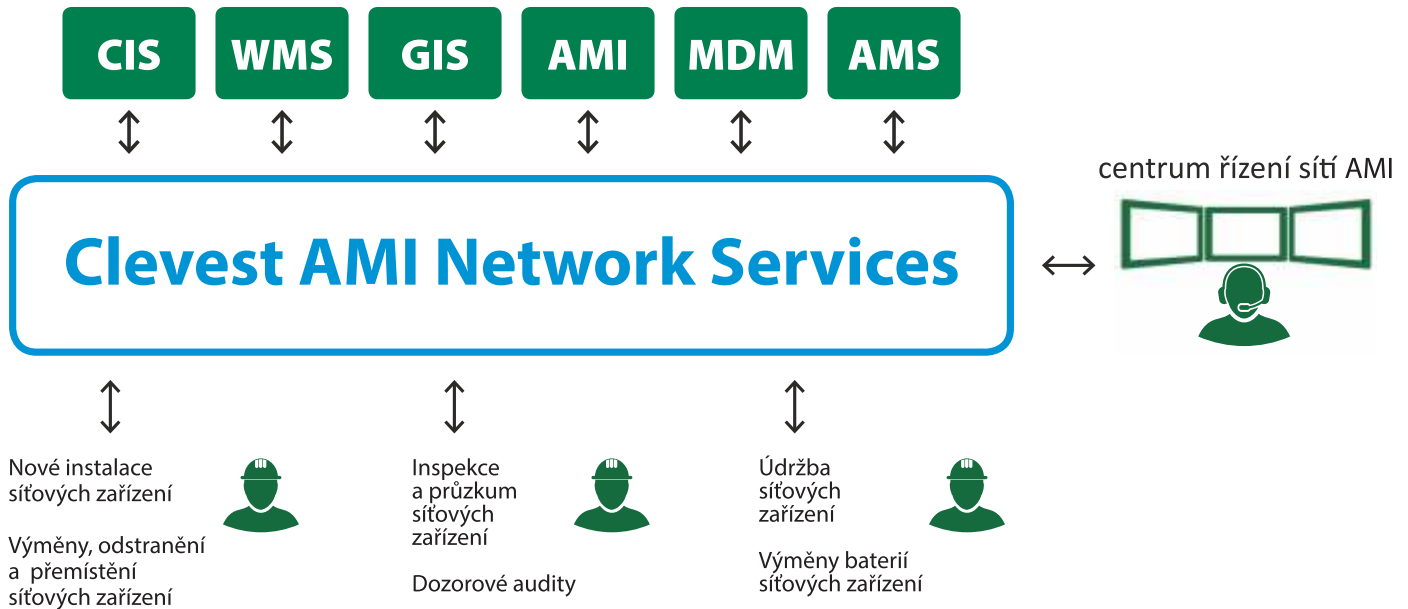 CIS WMS GIS AMI MDM AMS
centrum řízení sítí AMI
Clevest AMI Network Services
Nové instalace
síťových zařízení
Výměny, odstranění
a přemístění
síťových zařízení
Inspekce
a průzkum
síťových
zařízení
Dozorové audity
Údržba
síťových
zařízení
Výměny baterií
síťových zařízení